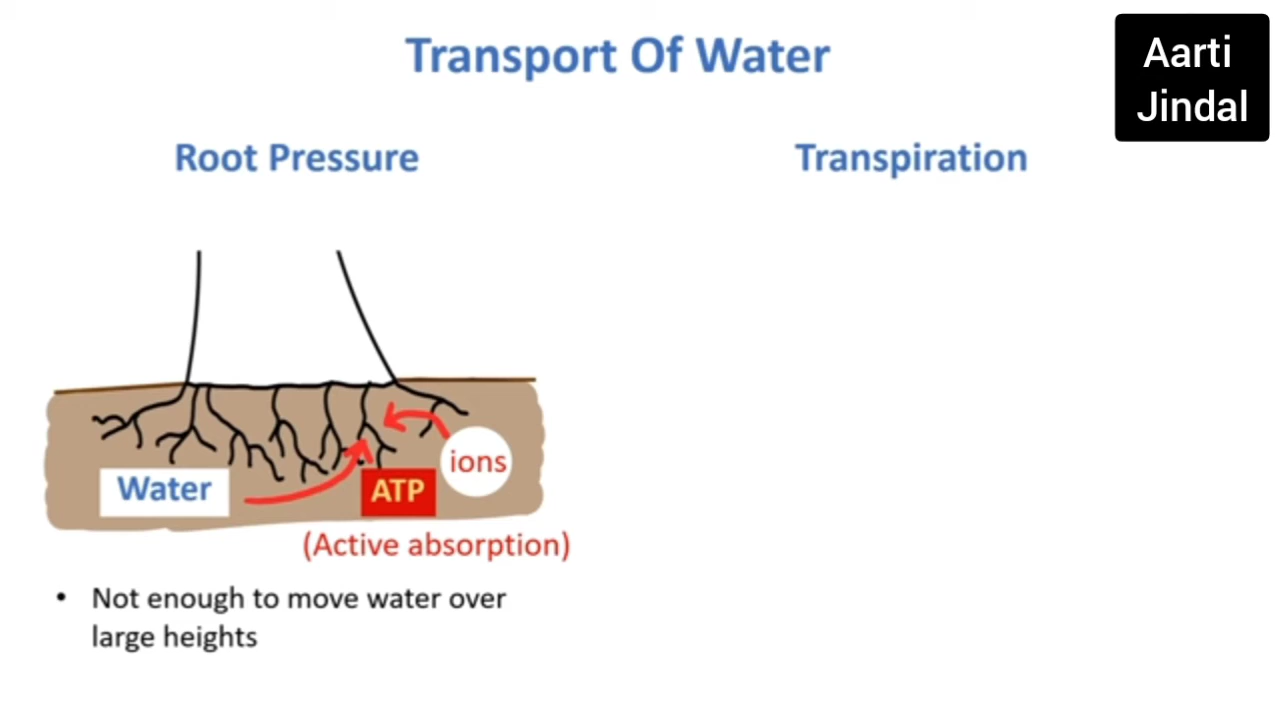 Transport Of Water
Aarti
Jindal
Root Pressure
Transpiration
ions
Water
ATP
(Active absorption)
• Not enough to move water over
large heights